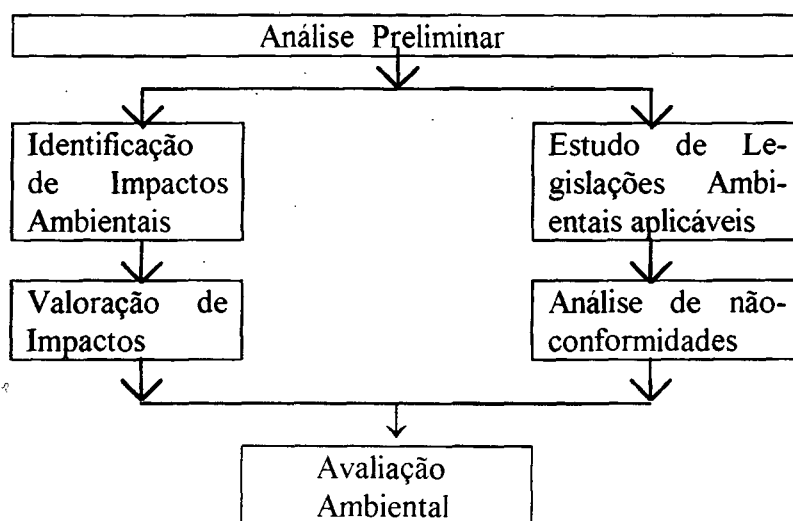 Análise Preliminar
Identificação
de Impactos
Ambientais
Estudo de Le-
gislações Ambi-
entais aplicáveis
Valoração de
Impactos
Análise de não-
conformidades
Avaliação
Ambiental